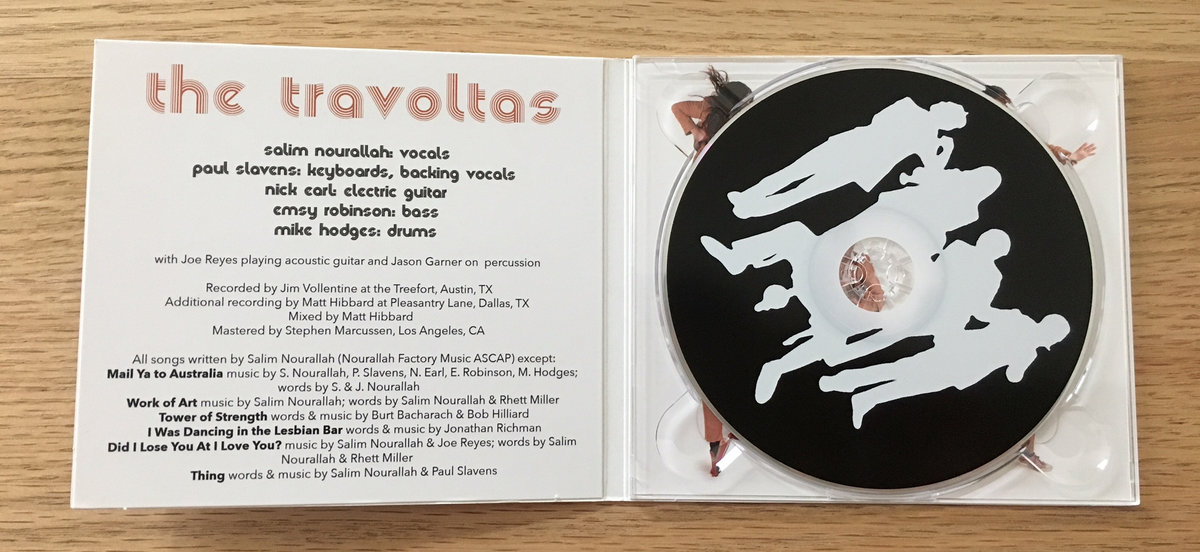 the travoltas
salim nourallah: vocals
paul slavens: keyboards, backing vocals
nick earl: electric guitar
emsy robinson: bass
mike hodges: drums
with Joe Reyes playing acoustic guitar and Jason Garner on percussion
Recorded by Jim Vollentine at the Treefort, Austin, TX
Additional recording by Matt Hibbard at Pleasantry Lane, Dallas, TX
Mixed by Matt Hibbard
Mastered by Stephen Marcussen, Los Angeles, CA
All songs written by Salim Nourallah (Nourallah Factory Music ASCAP) except:
Mail Ya to Australia music by S. Nourallah, P. Slavens, N. Earl, E. Robinson, M. Hodges;
words by S. & J. Nourallah
Work of Art music by Salim Nourallah; words by Salim Nourallah & Rhett Miller
Tower of Strength words & music by Burt Bacharach & Bob Hilliard
I Was Dancing in the Lesbian Bar words & music by Jonathan Richman
Did I Lose You At I Love You? music by Salim Nourallah & Joe Reyes; words by Salim
Nourallah & Rhett Miller
Thing words & music by Salim Nourallah & Paul Slavens